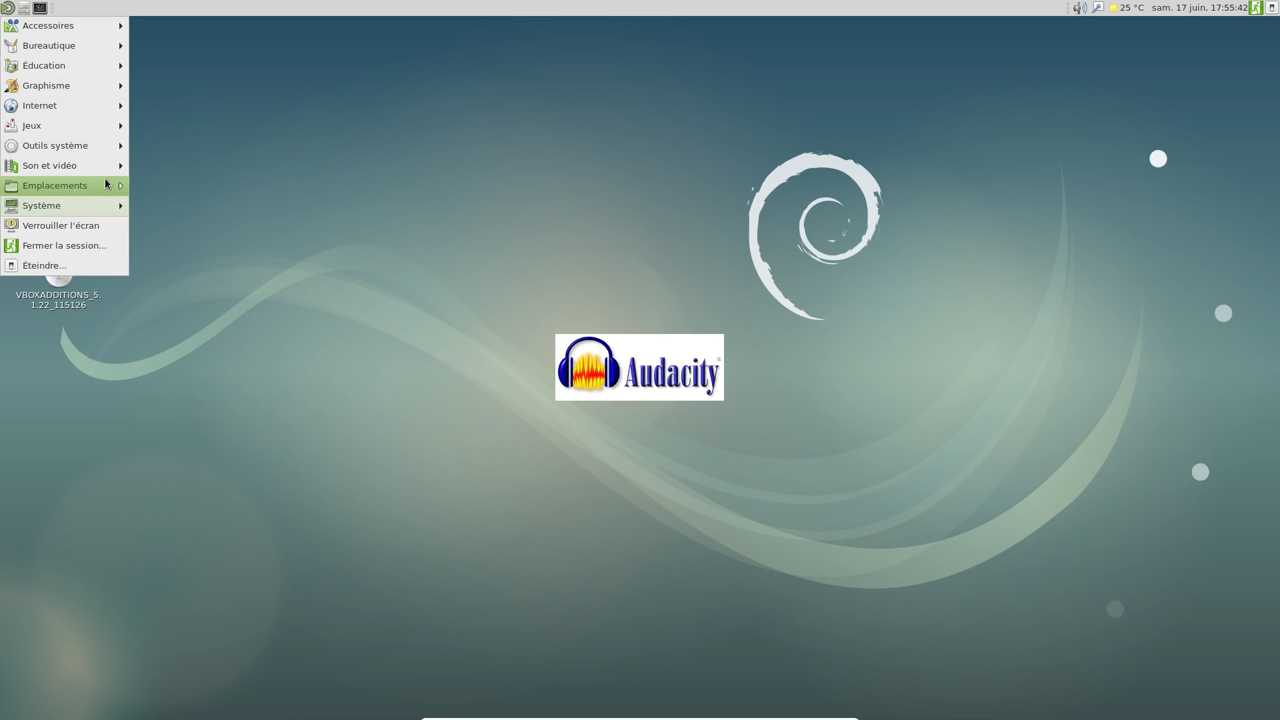 25 °C sam. 17 juin, 17:55:42
Accessoires
Bureautique
Éducation
Graphisme
Internet
Jeux
Outils système
Son et vidéo
Emplacements
Système
Verrouiller l'écran
Fermer la session...
Éteindre...
VBOXADDITIONS_5.
1.22_115126
Audacity®